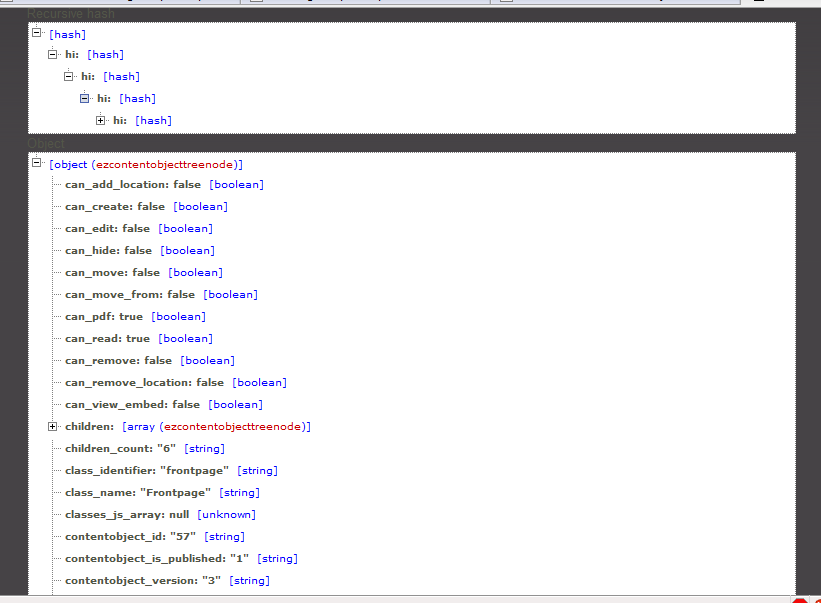 Recursive hash
[hash]
hi: [hash]
hi: [hash]
hi: [hash]
hi: [hash]
Object
[object (ezcontentobjecttreenode)]
can_add_location: false [boolean]
can_create: false [boolean]
can_edit: false [boolean]
can_hide: false [boolean]
can_move: false [boolean]
can_move_from: false [boolean]
can_pdf: true [boolean]
can_read: true [boolean]
can_remove: false [boolean]
can_remove_location: false [boolean]
can_view_embed: false [boolean]
children: [array (ezcontentobjecttreenode)]
children_count: "6" [string]
class_identifier: "frontpage" [string]
class_name: "Frontpage" [string]
classes_js_array: null [unknown]
contentobject_id: "57" [string]
contentobject_is_published: "1" [string]
contentobject_version: "3" [string]